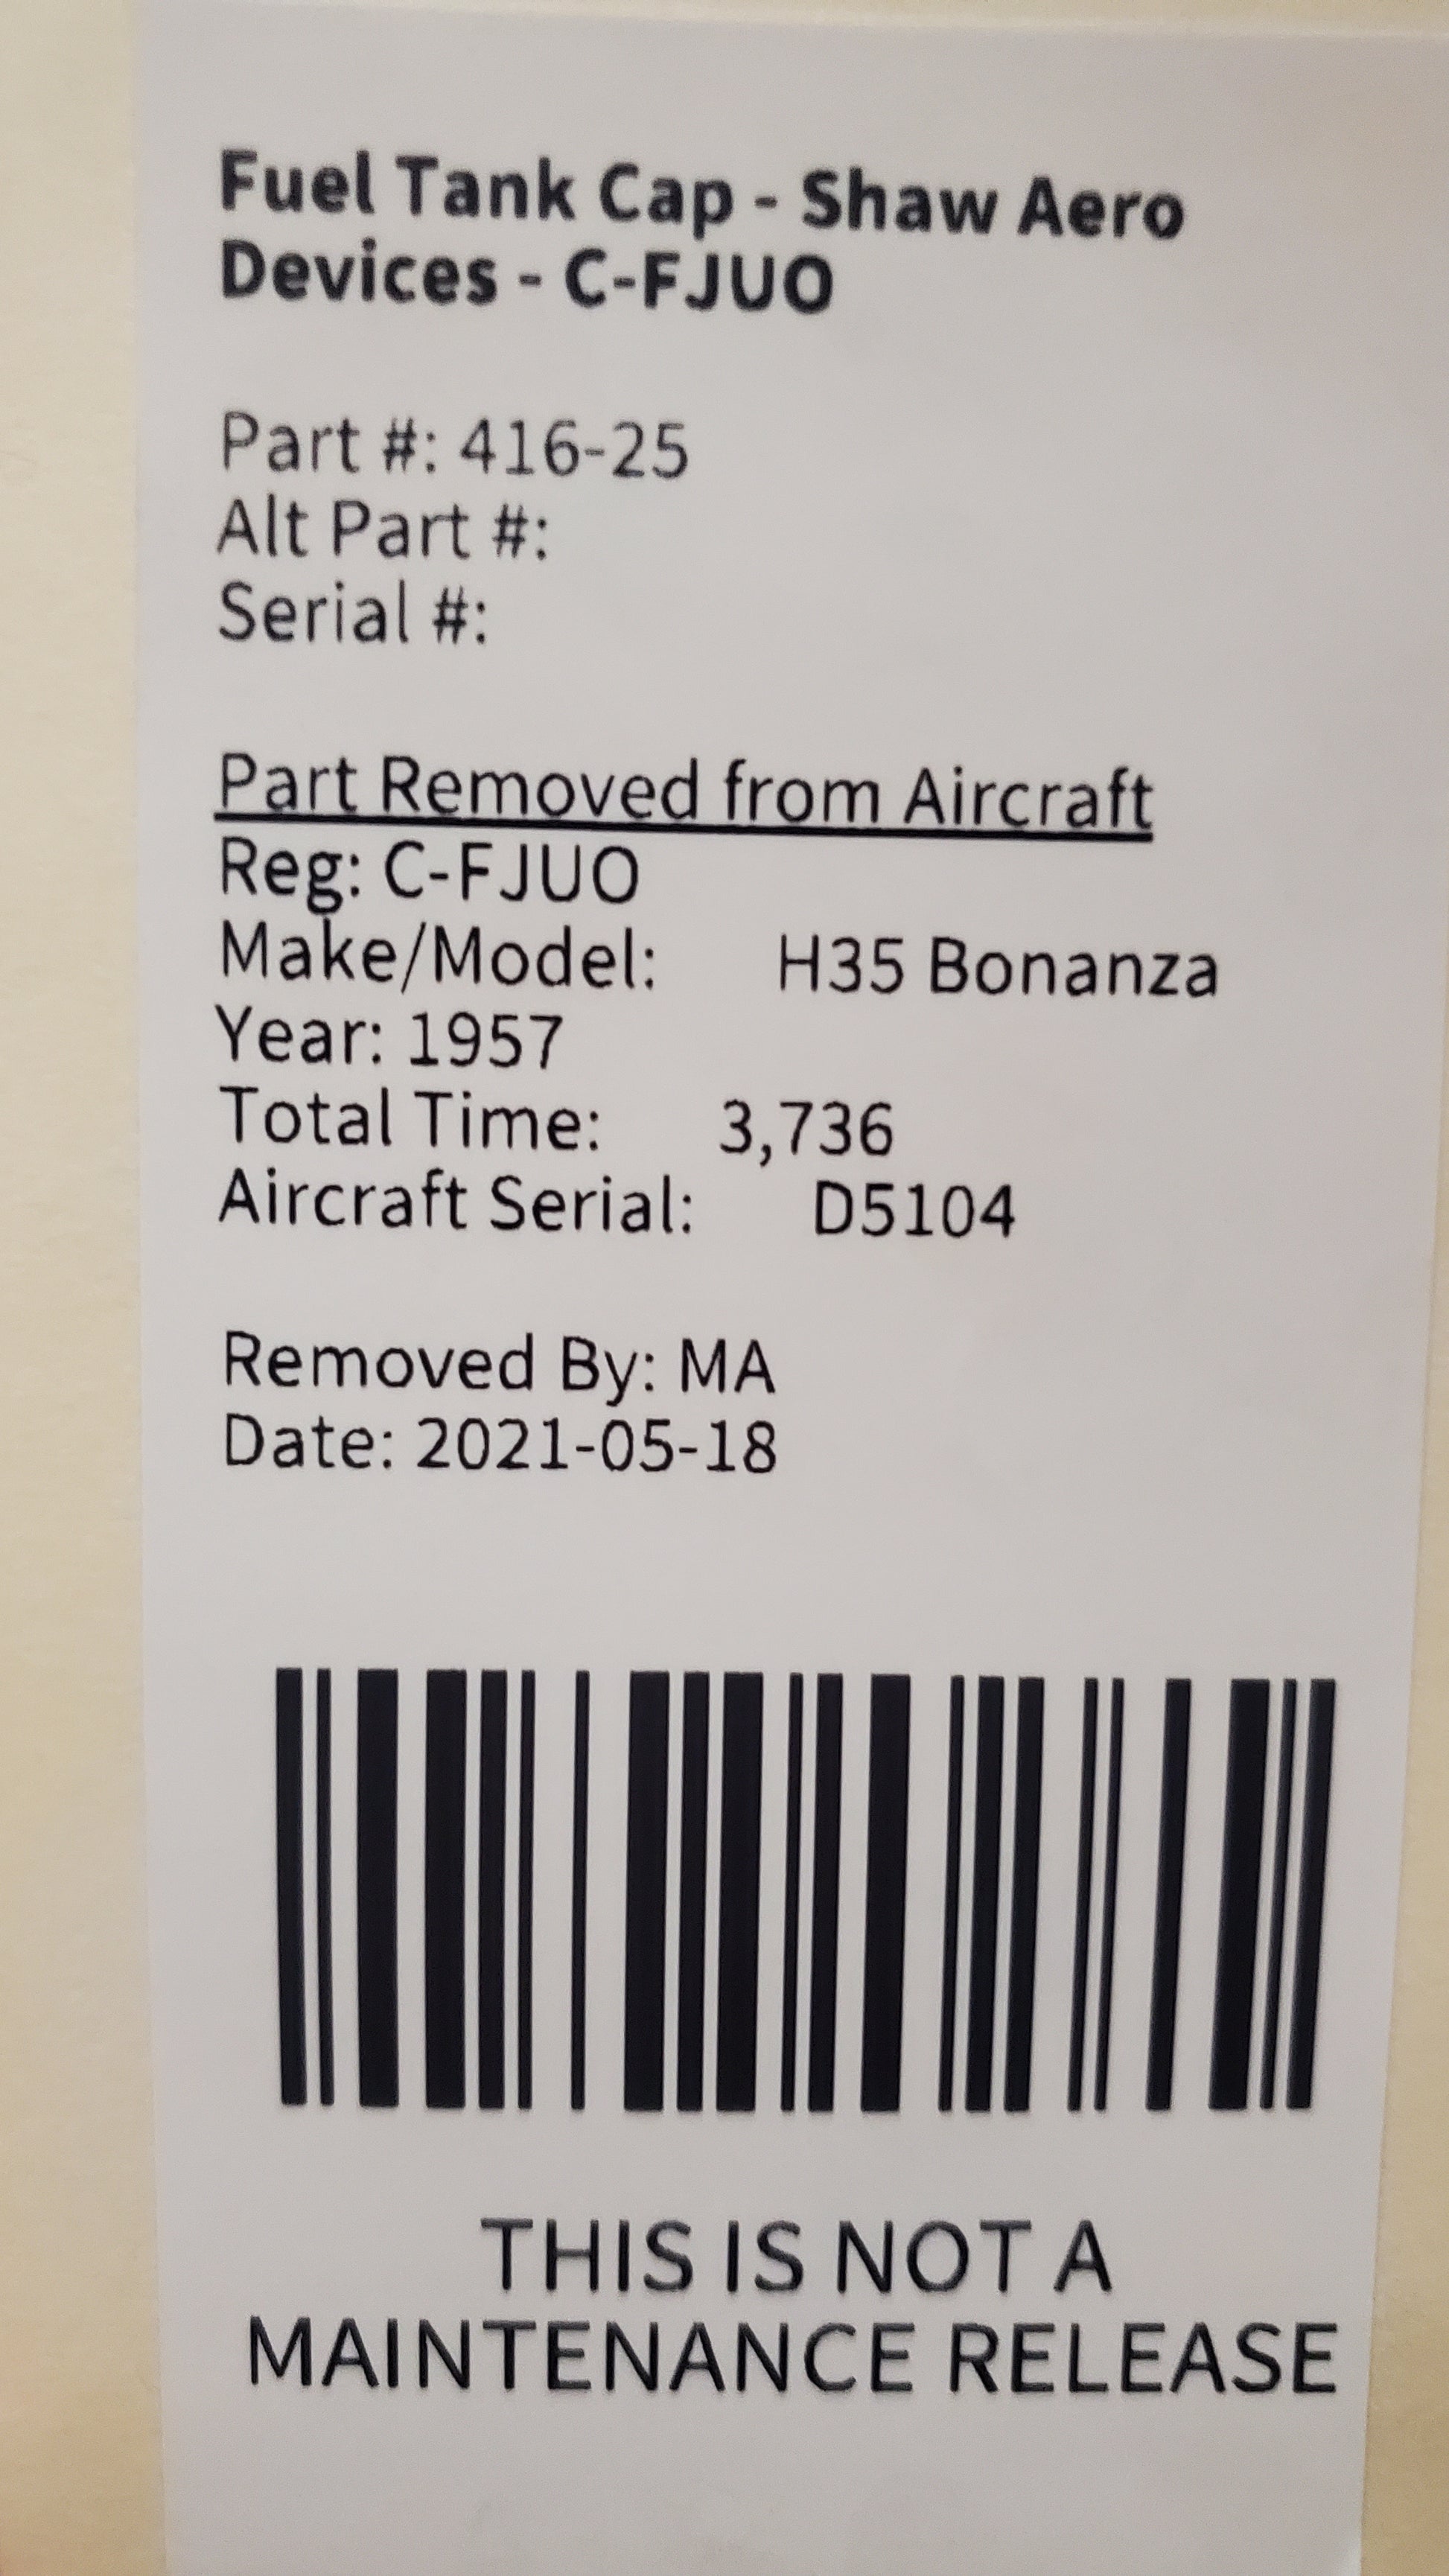 Fuel Tank Cap - Shaw Aero
Devices - C-FJUO
Part #: 416-25
Alt Part #:
Serial #:
Part Removed from Aircraft
Reg: C-FJUO
Make/Model: H35 Bonanza
Year: 1957
Total Time: 3,736
Aircraft Serial: D5104
Removed By: MA
Date: 2021-05-18
THIS IS NOT A
MAINTENANCE RELEASE